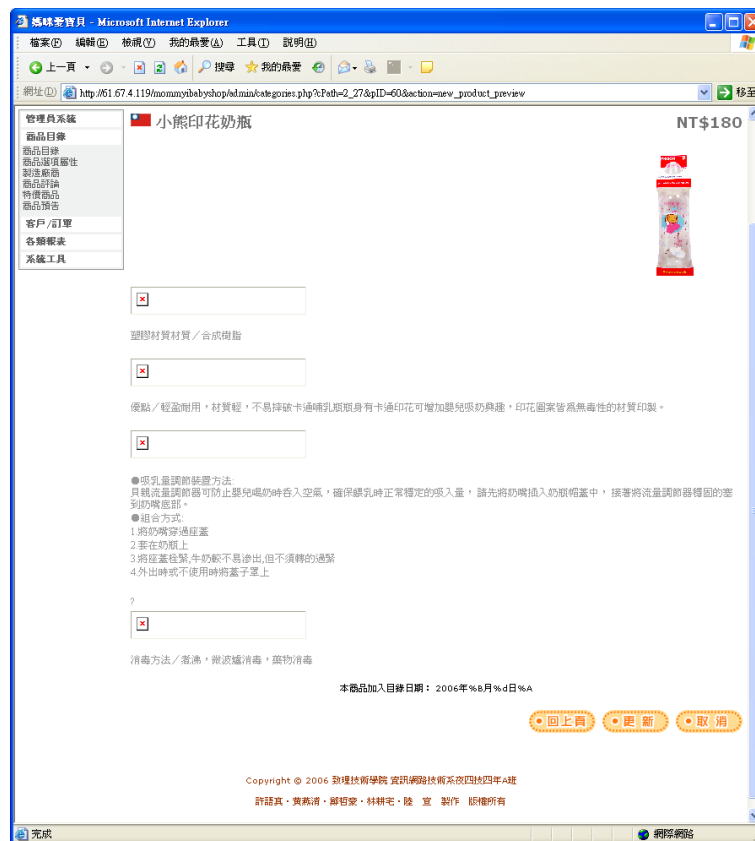 媽咪愛寶貝 - Microsoft Internet Explorer
檔案(F) 編輯(E) 檢視(V) 我的最愛(A) 工具(T) 說明(H)
上一頁 搜尋 我的最愛
網址(D) http://61.67.4.119/mommyibabyshop/admin/categories.php?cPath=2_27&pID=60&action=new_product_preview 移至
管理員系統
商品目錄
商品目錄
商品選項屬性
製造廠商
商品評論
特價商品
商品預告
客戶/訂單
各類報表
系統工具
小熊印花奶瓶 NT$180
塑膠材質材質／合成樹脂
優點／輕盈耐用，材質輕，不易摔破卡通哺乳瓶瓶身有卡通印花可增加嬰兒吸奶興趣，印花圖案皆為無毒性的材質印製。
●吸乳量調節裝置方法:
貝親流量調節器可防止嬰兒喝奶時吞入空氣，確保餵乳時正常穩定的吸入量， 請先將奶嘴插入奶瓶帽蓋中， 接著將流量調節器穩固的塞
到奶嘴底部。
●組合方式:
1.將奶嘴穿過座蓋
2.套在奶瓶上
3.將座蓋栓緊,牛奶較不易滲出,但不須轉的過緊
4.外出時或不使用時將蓋子罩上
?
消毒方法／煮沸，微波爐消毒，藥物消毒
本商品加入目錄日期： 2006年%B月%d日%A
回上頁 更新 取消
Copyright © 2006 致理技術學院 資訊網路技術系夜四技四年A班
許語真‧黃燕淯‧鄒哲豪‧林耕宅‧陸 宣 製作 版權所有
完成 網際網路